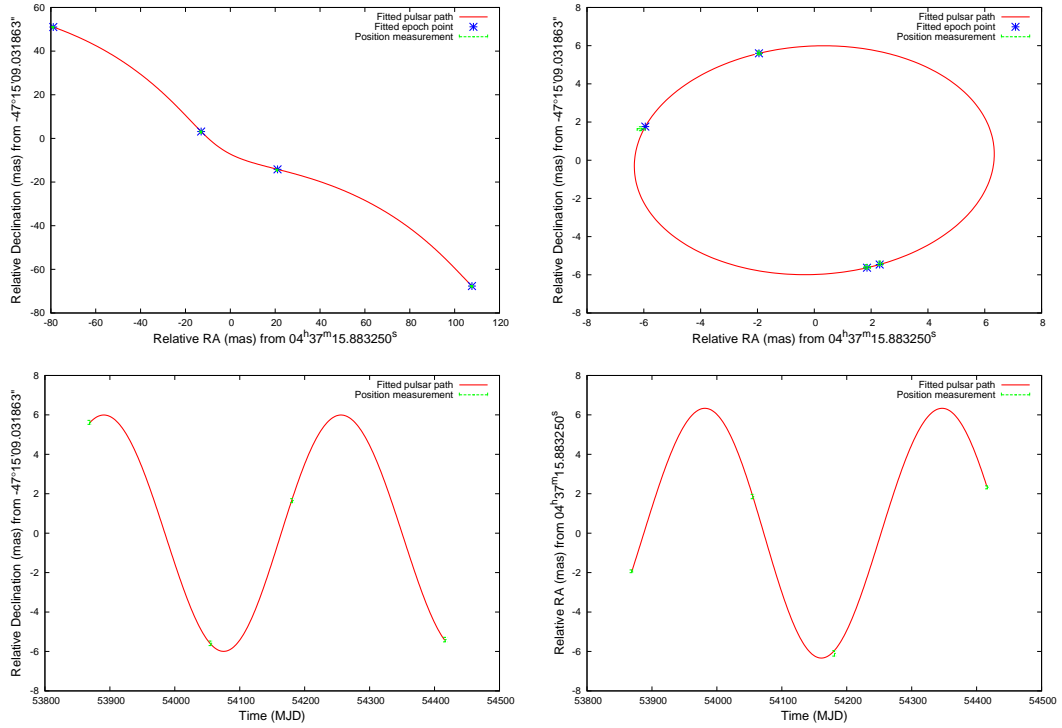 Relative Declination (mas) from -47°15'09.031863"
60
40
20
0
-20
-40
-60
-80
-80 -60 -40 -20 0 20 40 60 80 100 120
Relative RA (mas) from 04h37m15.883250s
Fitted pulsar path
Fitted epoch point
Position measurement
Relative Declination (mas) from -47°15'09.031863"
8
6
4
2
0
-2
-4
-6
-8
-8 -6 -4 -2 0 2 4 6 8
Relative RA (mas) from 04h37m15.883250s
Fitted pulsar path
Fitted epoch point
Position measurement
Relative Declination (mas) from -47°15'09.031863"
8
6
4
2
0
-2
-4
-6
-8
53800 53900 54000 54100 54200 54300 54400 54500
Time (MJD)
Fitted pulsar path
Position measurement
Relative RA (mas) from 04h37m15.883250s
8
6
4
2
0
-2
-4
-6
-8
53800 53900 54000 54100 54200 54300 54400 54500
Time (MJD)
Fitted pulsar path
Position measurement